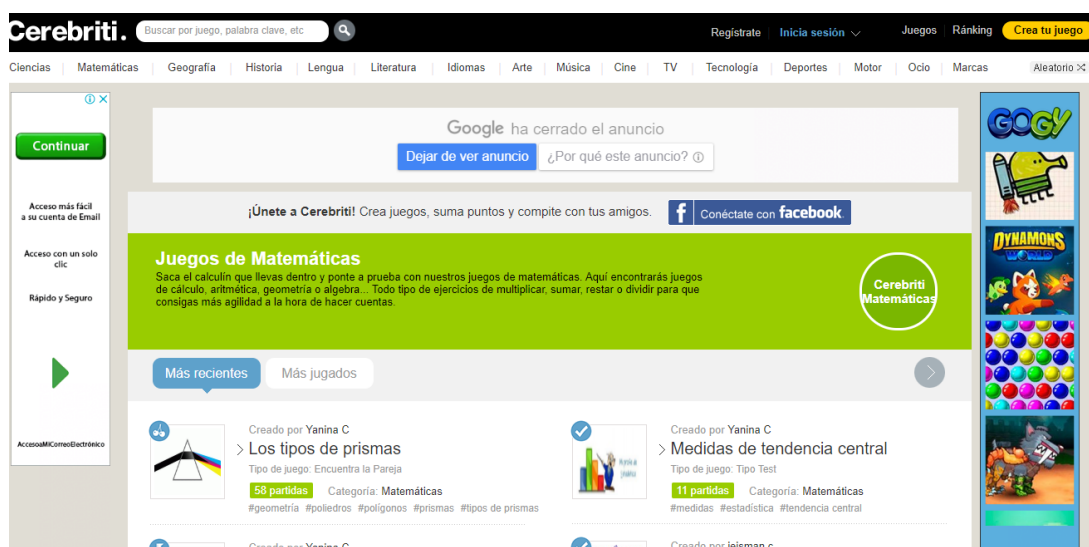 Cerebriti.
Buscar por juego, palabra clave, etc
Regístrate
Inicia sesión
Juegos
Ránking
Crea tu juego
Ciencias
Matemáticas
Geografía
Historia
Lengua
Literatura
Idiomas
Arte
Música
Cine
TV
Tecnología
Deportes
Motor
Ocio
Marcas
Aleatorio
Continuar
Acceso más fácil
a su cuenta de Email
Acceso con un solo
clic
Rápido y Seguro
AccesoaMiCorreoElectrónico
Google ha cerrado el anuncio
Dejar de ver anuncio
¿Por qué este anuncio?
¡Únete a Cerebriti! Crea juegos, suma puntos y compite con tus amigos.
f Conéctate con facebook.
Juegos de Matemáticas
Saca el calculín que llevas dentro y ponte a prueba con nuestros juegos de matemáticas. Aquí encontrarás juegos
de cálculo, aritmética, geometría o algebra... Todo tipo de ejercicios de multiplicar, sumar, restar o dividir para que
consigas más agilidad a la hora de hacer cuentas.
Cerebriti
Matemáticas
Más recientes
Más jugados
Creado por Yanina C
Los tipos de prismas
Tipo de juego: Encuentra la Pareja
58 partidas Categoría: Matemáticas
#geometría #poliedros #polígonos #prismas #tipos de prismas
Creado por Yanina C
Medidas de tendencia central
Tipo de juego: Tipo Test
11 partidas Categoría: Matemáticas
#medidas #estadística #tendencia central
Creado por Yanina C
Creado por jeisman c
GOGY
DYNAMONS
WORLD